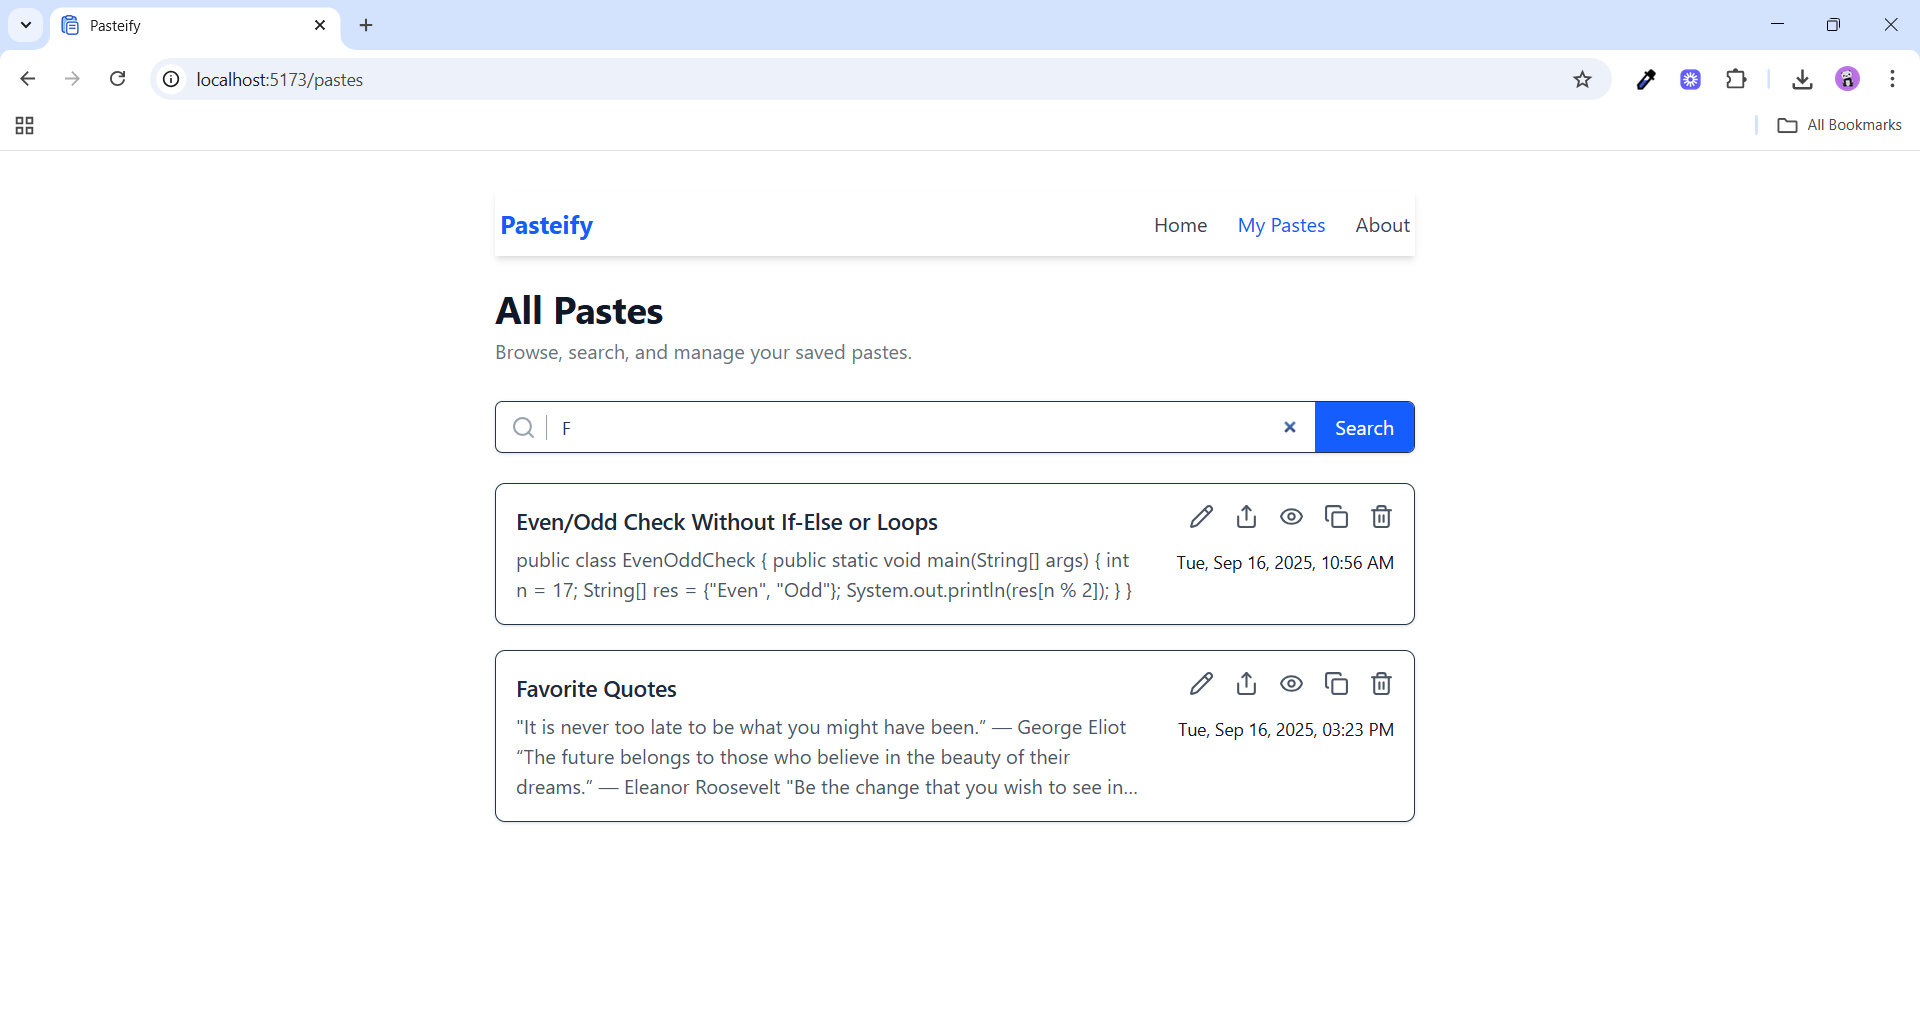 Pasteify
localhost:5173/pastes
All Bookmarks
Pasteify
Home
My Pastes
About
All Pastes
Browse, search, and manage your saved pastes.
F
Search
Even/Odd Check Without If-Else or Loops
public class EvenOddCheck { public static void main(String[] args) { int
n = 17; String[] res = {"Even", "Odd"}; System.out.println(res[n % 2]); } }
Tue, Sep 16, 2025, 10:56 AM
Favorite Quotes
"It is never too late to be what you might have been.” — George Eliot
“The future belongs to those who believe in the beauty of their
dreams.” — Eleanor Roosevelt "Be the change that you wish to see in...
Tue, Sep 16, 2025, 03:23 PM